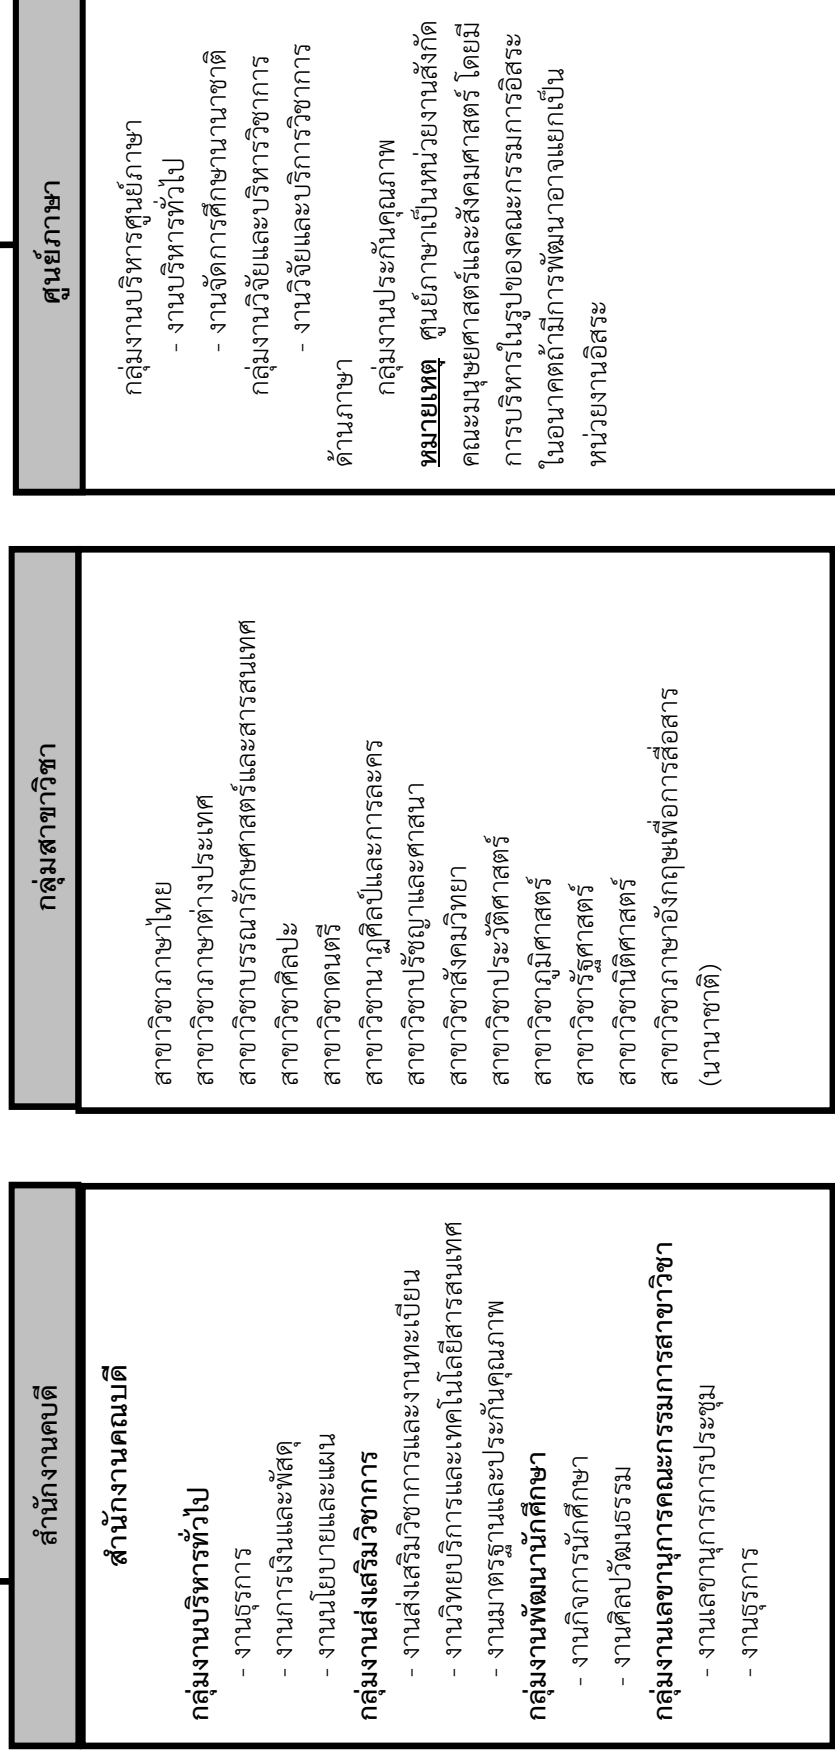 สำนักงานคบดี
สำนักงานคณบดี
กลุ่มงานบริหารทั่วไป
- งานธุรการ
- งานการเงินและพัสดุ
- งานนโยบายและแผน
กลุ่มงานส่งเสริมวิชาการ
- งานส่งเสริมวิชาการและงานทะเบียน
- งานวิทยบริการและเทคโนโลยีสารสนเทศ
- งานมาตรฐานและประกันคุณภาพ
กลุ่มงานพัฒนานักศึกษา
- งานกิจการนักศึกษา
- งานศิลปวัฒนธรรม
กลุ่มงานเลขานุการคณะกรรมการสาขาวิชา
- งานเลขานุการการประชุม
- งานธุรการ
กลุ่มสาขาวิชา
สาขาวิชาภาษาไทย
สาขาวิชาภาษาต่างประเทศ
สาขาวิชาบรรณารักษศาสตร์และสารสนเทศ
สาขาวิชาศิลปะ
สาขาวิชาดนตรี
สาขาวิชานาฏศิลป์และการละคร
สาขาวิชาปรัชญาและศาสนา
สาขาวิชาสังคมวิทยา
สาขาวิชาประวัติศาสตร์
สาขาวิชาภูมิศาสตร์
สาขาวิชารัฐศาสตร์
สาขาวิชานิติศาสตร์
สาขาวิชาภาษาอังกฤษเพื่อการสื่อสาร
(นานาชาติ)
ศูนย์ภาษา
กลุ่มงานบริหารศูนย์ภาษา
- งานบริหารทั่วไป
- งานจัดการศึกษานานาชาติ
กลุ่มงานวิจัยและบริหารวิชาการ
- งานวิจัยและบริการวิชาการ
ด้านภาษา
กลุ่มงานประกันคุณภาพ
หมายเหตุ ศูนย์ภาษาเป็นหน่วยงานสังกัด
คณะมนุษยศาสตร์และสังคมศาสตร์ โดยมี
การบริหารในรูปของคณะกรรมการอิสระ
ในอนาคตถ้ามีการพัฒนาอาจแยกเป็น
หน่วยงานอิสระ